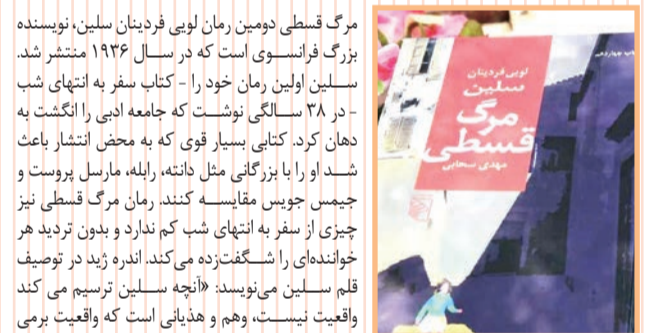 مرگ قسطی دومین رمان لویی فردینان سلین، نویسنده
بزرگ فرانسوی است که در سال ۱۹۳۶ منتشر شد.
سلین اولین رمان خود را - کتاب سفر به انتهای شب
- در ۳۸ سالگی نوشت که جامعه ادبی را انگشت به
دهان کرد. کتابی بسیار قوی که به محض انتشار باعث
شد او را با بزرگانی مثل دانته، رابله، مارسل پروست و
جیمس جویس مقایسه کنند. رمان مرگ قسطی نیز
چیزی از سفر به انتهای شب کم ندارد و بدون تردید هر
خواننده‌ای را شگفت‌زده می‌کند. اندره ژید در توصیف
قلم سلین می‌نویسد: «آنچه سلین ترسیم می کند
واقعیت نیست، وهم و هذیانی است که واقعیت برمی
لویی فردینان
سلین
مرگ
قسطی
مهدی سحابی
چاپ چهاردهم